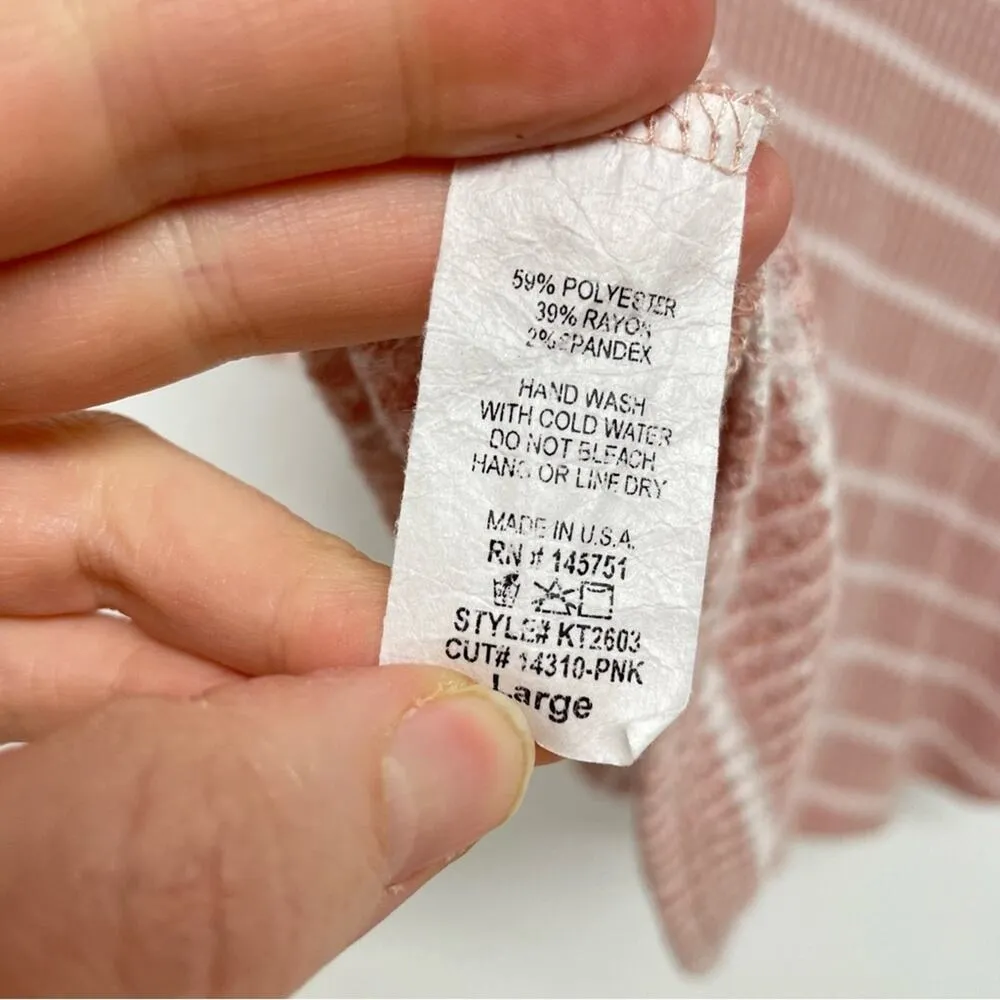 59% POLYESTER
39% RAYON
2% SPANDEX
HAND WASH
WITH COLD WATER
DO NOT BLEACH
HANG OR LINE DRY
MADE IN U.S.A.
RN # 145751
STYLE# KT2603
CUT# 14310-PNK
Large